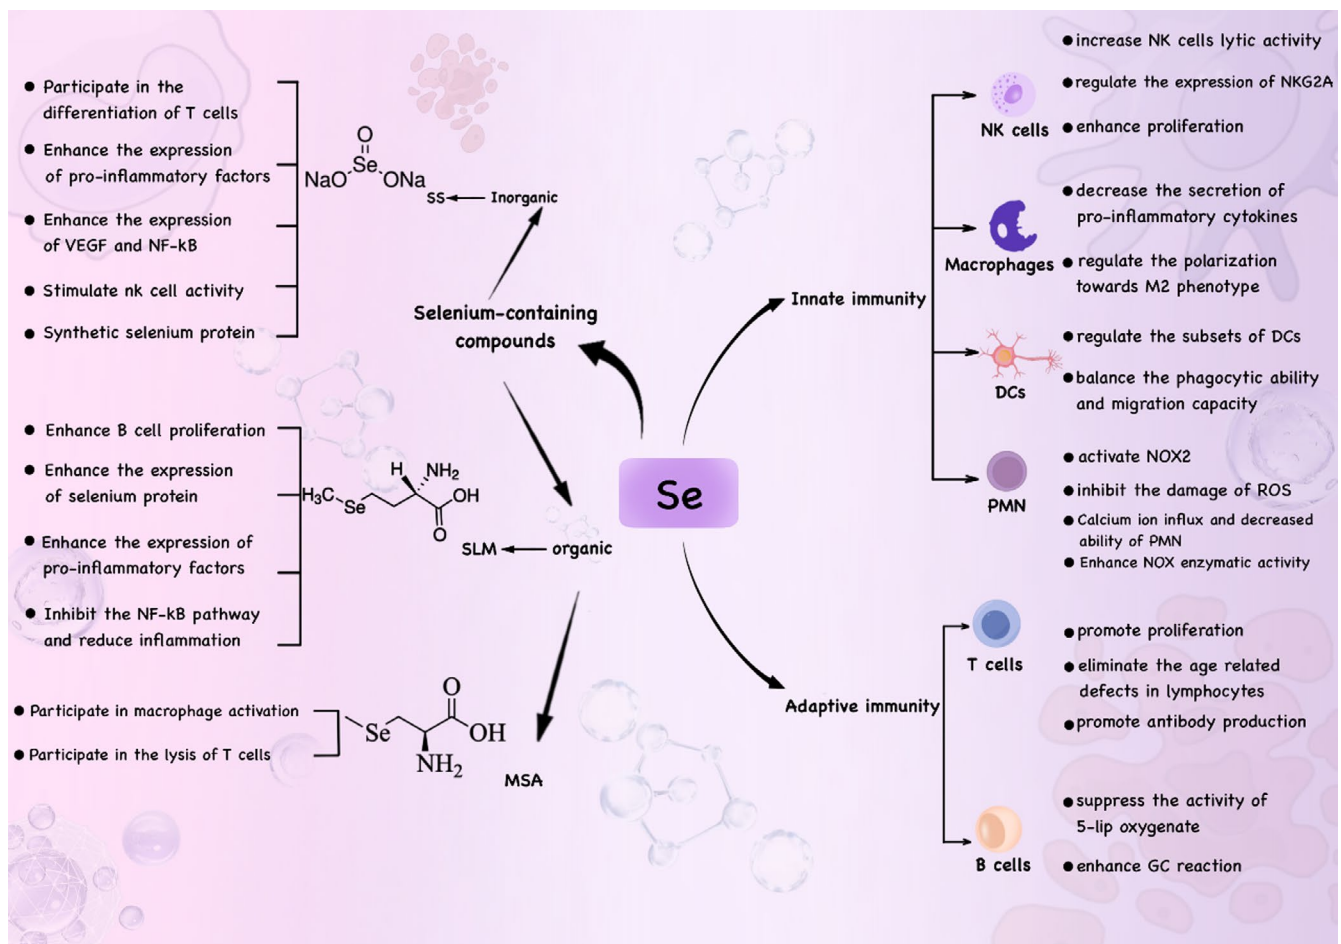 ● Participate in the
differentiation of T cells
● Enhance the expression
of pro-inflammatory factors
● Enhance the expression
of VEGF and NF-kB
● Stimulate nk cell activity
● Synthetic selenium protein
O
Se
NaO
ONa
SS
Inorganic
Selenium-containing
compounds
● Enhance B cell proliferation
● Enhance the expression
of selenium protein
● Enhance the expression of
pro-inflammatory factors
● Inhibit the NF-kB pathway
and reduce inflammation
H
NH₂
H₃C
Se
OH
O
SLM
organic
● Participate in macrophage activation
● Participate in the lysis of T cells
O
Se
OH
NH₂
MSA
Se
Innate immunity
NK cells
● increase NK cells lytic activity
● regulate the expression of NKG2A
● enhance proliferation
Macrophages
● decrease the secretion of
pro-inflammatory cytokines
● regulate the polarization
towards M2 phenotype
DCs
● regulate the subsets of DCs
● balance the phagocytic ability
and migration capacity
PMN
● activate NOX2
● inhibit the damage of ROS
● Calcium ion influx and decreased
ability of PMN
● Enhance NOX enzymatic activity
Adaptive immunity
T cells
● promote proliferation
● eliminate the age related
defects in lymphocytes
● promote antibody production
B cells
● suppress the activity of
5-lip oxygenate
● enhance GC reaction